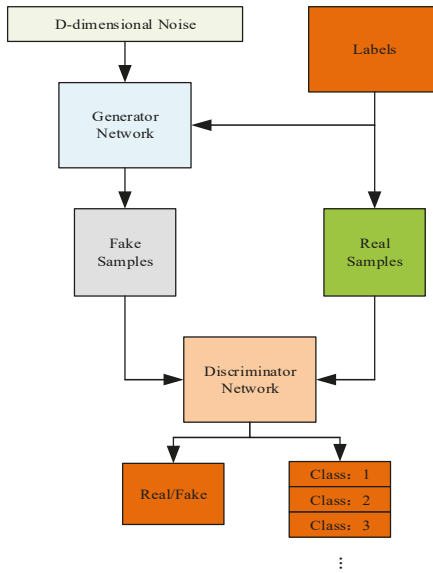 D-dimensional Noise
Labels
Generator
Network
Fake
Samples
Real
Samples
Discriminator
Network
Real/Fake
Class：1
Class：2
Class：3
...